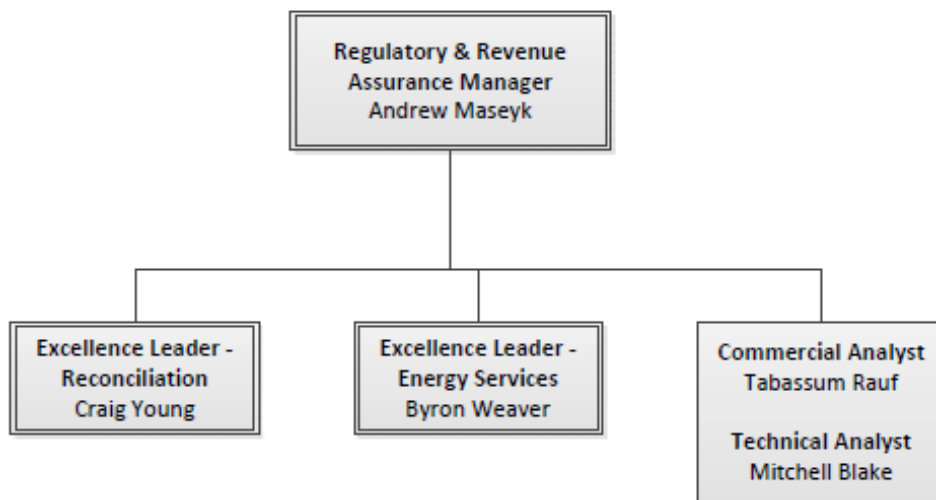 Regulatory & Revenue
Assurance Manager
Andrew Maseyk
Excellence Leader -
Reconciliation
Craig Young
Excellence Leader -
Energy Services
Byron Weaver
Commercial Analyst
Tabassum Rauf
Technical Analyst
Mitchell Blake